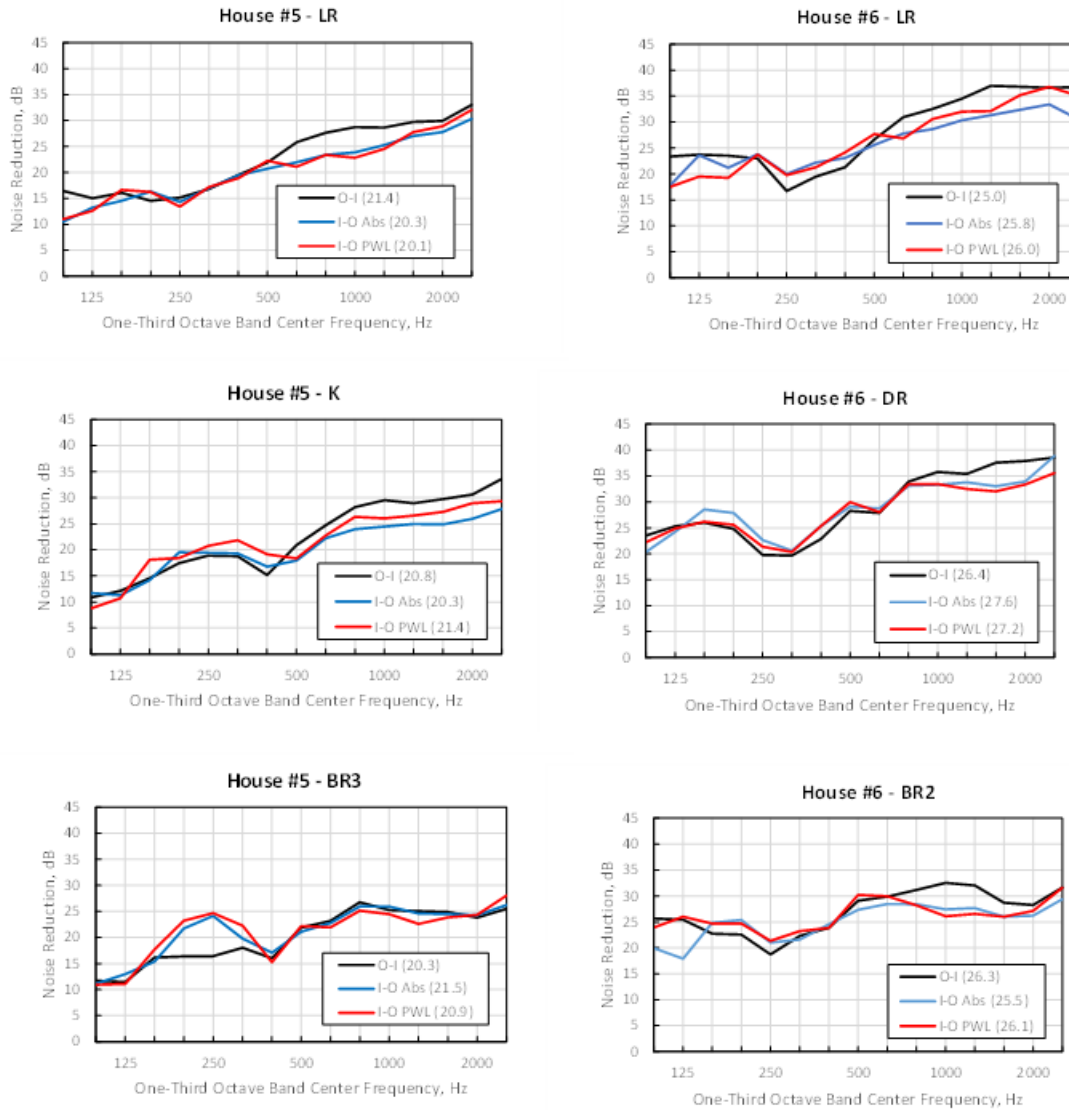 House #5 - LR
Noise Reduction, dB
45
40
35
30
25
20
15
10
5
0
O-I (21.4)
I-O Abs (20.3)
I-O PWL (20.1)
125 250 500 1000 2000
One-Third Octave Band Center Frequency, Hz
House #6 - LR
Noise Reduction, dB
45
40
35
30
25
20
15
10
5
0
O-I (25.0)
I-O Abs (25.8)
I-O PWL (26.0)
125 250 500 1000 2000
One-Third Octave Band Center Frequency, Hz
House #5 - K
Noise Reduction, dB
45
40
35
30
25
20
15
10
5
0
O-I (20.8)
I-O Abs (20.3)
I-O PWL (21.4)
125 250 500 1000 2000
One-Third Octave Band Center Frequency, Hz
House #6 - DR
Noise Reduction, dB
45
40
35
30
25
20
15
10
5
0
O-I (26.4)
I-O Abs (27.6)
I-O PWL (27.2)
125 250 500 1000 2000
One-Third Octave Band Center Frequency, Hz
House #5 - BR3
Noise Reduction, dB
45
40
35
30
25
20
15
10
5
0
O-I (20.3)
I-O Abs (21.5)
I-O PWL (20.9)
125 250 500 1000 2000
One-Third Octave Band Center Frequency, Hz
House #6 - BR2
Noise Reduction, dB
45
40
35
30
25
20
15
10
5
0
O-I (26.3)
I-O Abs (25.5)
I-O PWL (26.1)
125 250 500 1000 2000
One-Third Octave Band Center Frequency, Hz